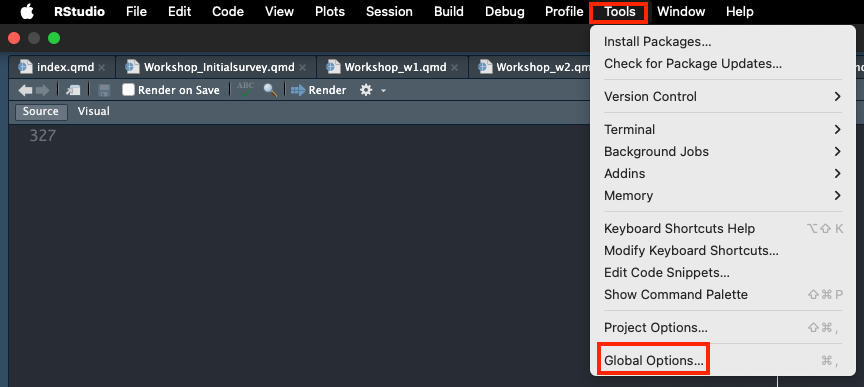 RStudio File Edit Code View Plots Session Build Debug Profile Tools Window Help
index.qmd Workshop_Initialsurvey.qmd Workshop_w1.qmd Workshop_w2.qm
Render on Save ABC Render
Source Visual
327
Install Packages...
Check for Package Updates...
Version Control
Terminal
Background Jobs
Addins
Memory
Keyboard Shortcuts Help ⌥⇧ K
Modify Keyboard Shortcuts...
Edit Code Snippets...
Show Command Palette ⇧⌘ P
Project Options... ⇧⌘ ,
Global Options... ⌘ ,